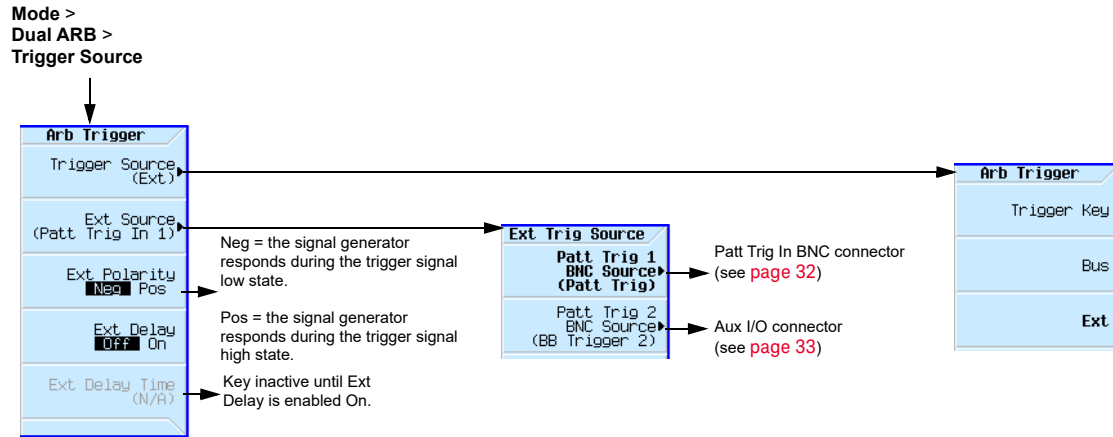 Mode >
Dual ARB >
Trigger Source
Arb Trigger
Trigger Source
(Ext)
Ext Source
(Patt Trig In 1)
Ext Polarity
Neg Pos
Ext Delay
Off On
Ext Delay Time
(N/A)
Neg = the signal generator
responds during the trigger signal
low state.
Pos = the signal generator
responds during the trigger signal
high state.
Key inactive until Ext
Delay is enabled On.
Ext Trig Source
Patt Trig 1
BNC Source
(Patt Trig)
Patt Trig 2
BNC Source
(BB Trigger 2)
Patt Trig In BNC connector
(see page 32)
Aux I/O connector
(see page 33)
Arb Trigger
Trigger Key
Bus
Ext